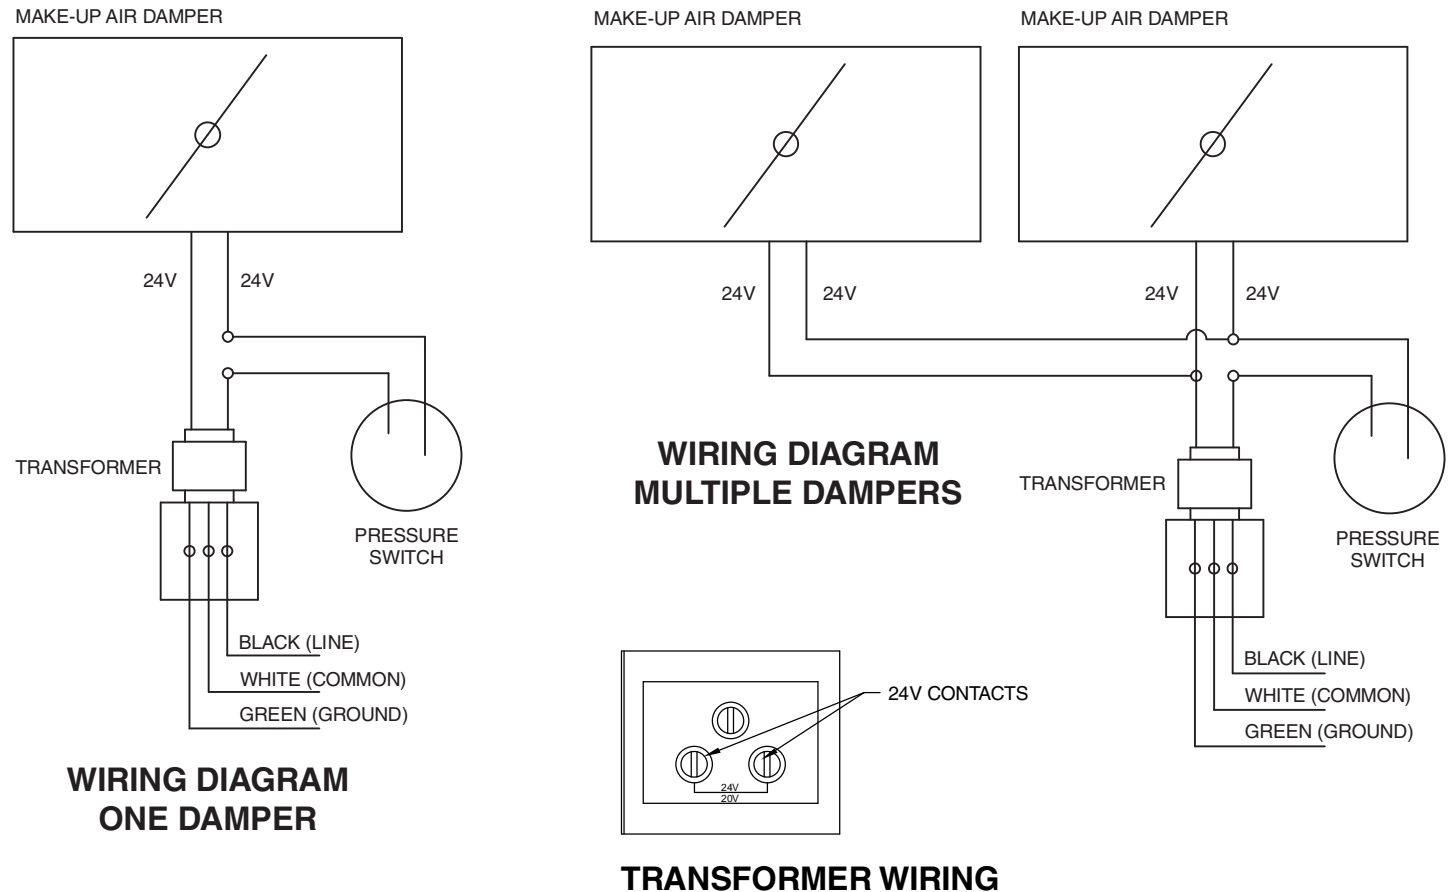 MAKE-UP AIR DAMPER
24V
24V
TRANSFORMER
PRESSURE
SWITCH
BLACK (LINE)
WHITE (COMMON)
GREEN (GROUND)
WIRING DIAGRAM
ONE DAMPER
MAKE-UP AIR DAMPER
MAKE-UP AIR DAMPER
24V
24V
24V
24V
WIRING DIAGRAM
MULTIPLE DAMPERS
TRANSFORMER
PRESSURE
SWITCH
BLACK (LINE)
WHITE (COMMON)
GREEN (GROUND)
24V CONTACTS
24V
20V
TRANSFORMER WIRING